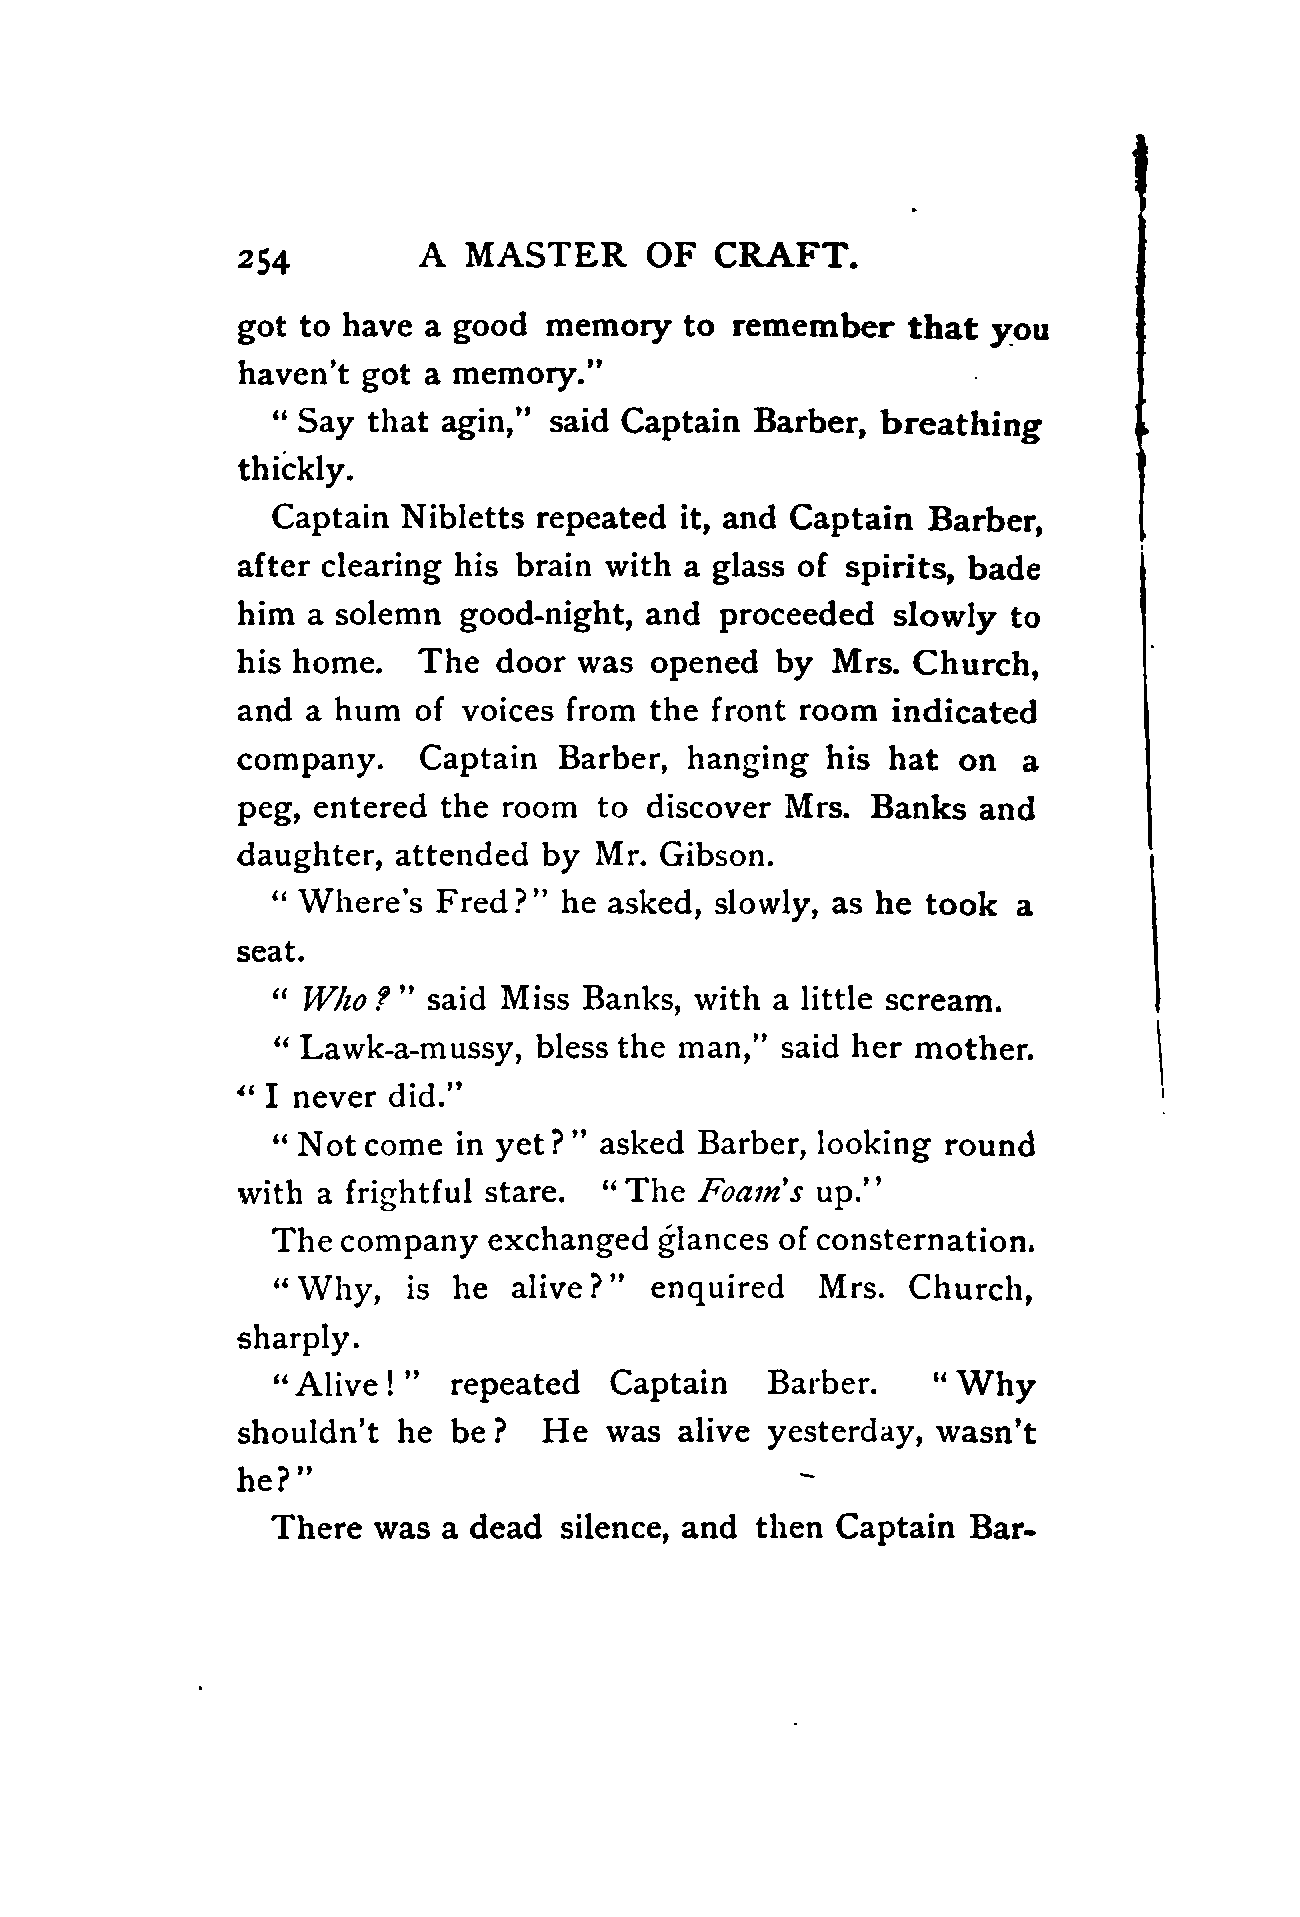 254 A MASTER OF CRAFT.
got to have a good memory to remember that you
haven't got a memory."
"Say that agin," said Captain Barber, breathing
thickly.
Captain Nibletts repeated it, and Captain Barber,
after clearing his brain with a glass of spirits, bade
him a solemn good-night, and proceeded slowly to
his home. The door was opened by Mrs. Church,
and a hum of voices from the front room indicated
company. Captain Barber, hanging his hat on a
peg, entered the room to discover Mrs. Banks and
daughter, attended by Mr. Gibson.
"Where's Fred?" he asked, slowly, as he took a
seat.
"Who?" said Miss Banks, with a little scream.
"Lawk-a-mussy, bless the man," said her mother.
"I never did."
"Not come in yet?" asked Barber, looking round
with a frightful stare. "The Foam's up."
The company exchanged glances of consternation.
"Why, is he alive?" enquired Mrs. Church,
sharply.
"Alive!" repeated Captain Barber. "Why
shouldn't he be? He was alive yesterday, wasn't
he?"
There was a dead silence, and then Captain Bar-